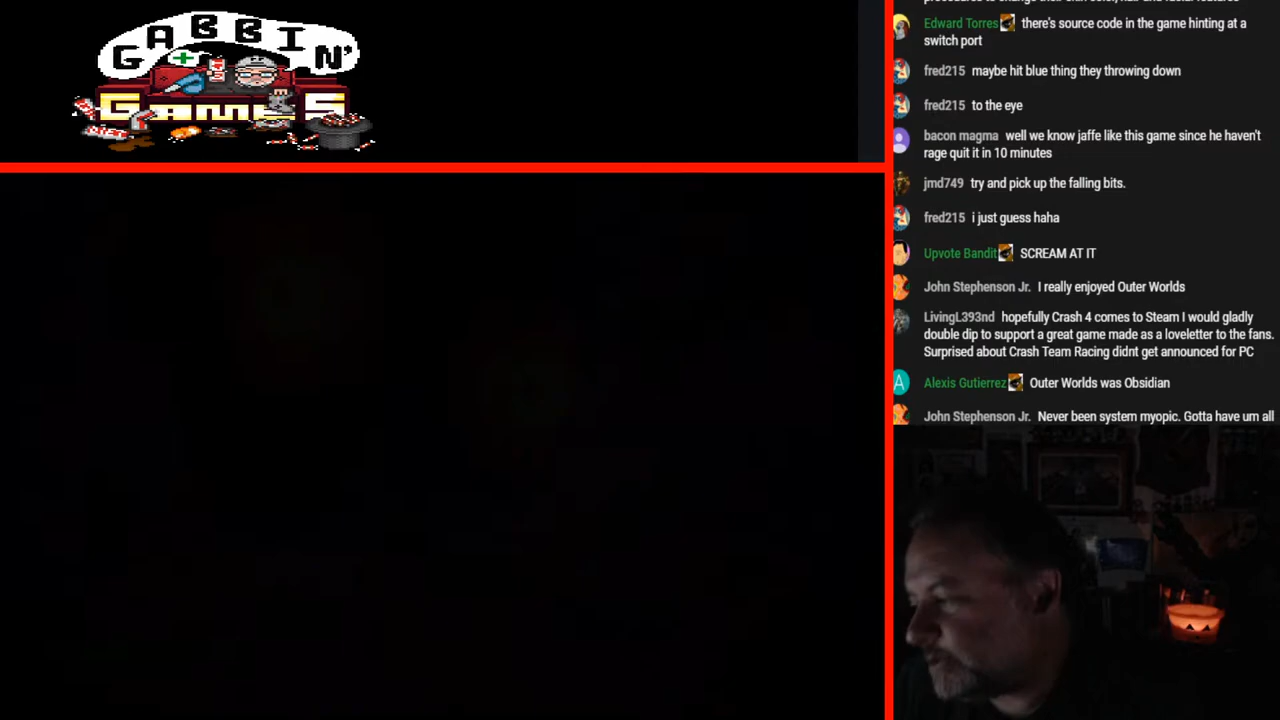 GABBIN'
GAMES
Edward Torres there's source code in the game hinting at a
switch port
fred215 maybe hit blue thing they throwing down
fred215 to the eye
bacon magma well we know jaffe like this game since he haven't
rage quit it in 10 minutes
jmd749 try and pick up the falling bits.
fred215 i just guess haha
Upvote Bandit SCREAM AT IT
John Stephenson Jr. I really enjoyed Outer Worlds
LivingL393nd hopefully Crash 4 comes to Steam I would gladly
double dip to support a great game made as a loveletter to the fans.
Surprised about Crash Team Racing didnt get announced for PC
A
Alexis Gutierrez Outer Worlds was Obsidian
John Stephenson Jr. Never been system myopic. Gotta have um all